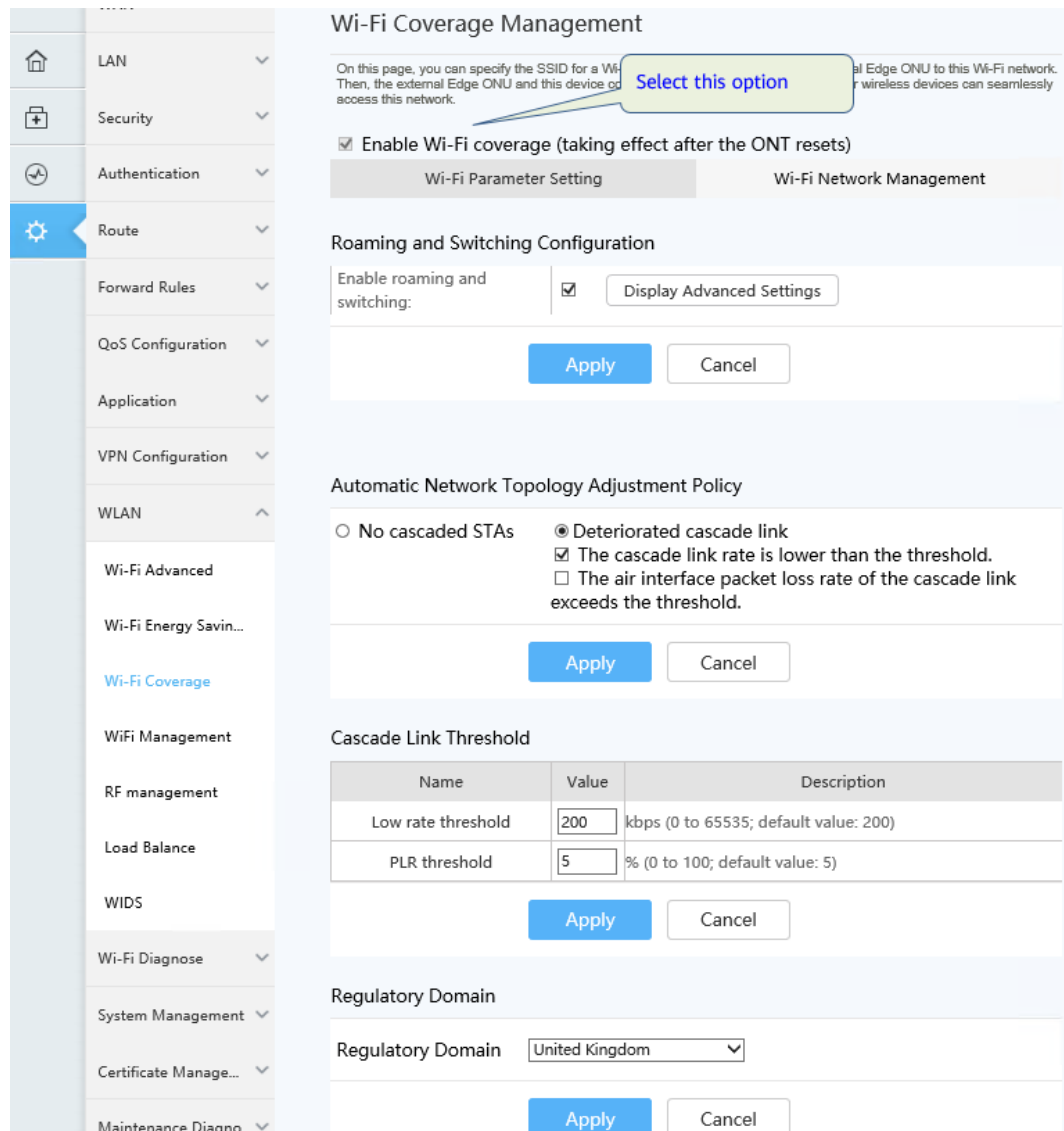 Wi-Fi Coverage Management
On this page, you can specify the SSID for a Wi- al Edge ONU to this Wi-Fi network.
Then, the external Edge ONU and this device co r wireless devices can seamlessly
access this network.
Select this option
Enable Wi-Fi coverage (taking effect after the ONT resets)
Wi-Fi Parameter Setting
Wi-Fi Network Management
LAN
Security
Authentication
Route
Forward Rules
QoS Configuration
Application
VPN Configuration
WLAN
Wi-Fi Advanced
Wi-Fi Energy Savin...
Wi-Fi Coverage
WiFi Management
RF management
Load Balance
WIDS
Wi-Fi Diagnose
System Management
Certificate Manage...
Maintenance Diagno
Roaming and Switching Configuration
Enable roaming and
switching:
Display Advanced Settings
Apply Cancel
Automatic Network Topology Adjustment Policy
No cascaded STAs
Deteriorated cascade link
The cascade link rate is lower than the threshold.
The air interface packet loss rate of the cascade link
exceeds the threshold.
Apply Cancel
Cascade Link Threshold
Name Value Description
Low rate threshold 200 kbps (0 to 65535; default value: 200)
PLR threshold 5 % (0 to 100; default value: 5)
Apply Cancel
Regulatory Domain
Regulatory Domain United Kingdom
Apply Cancel